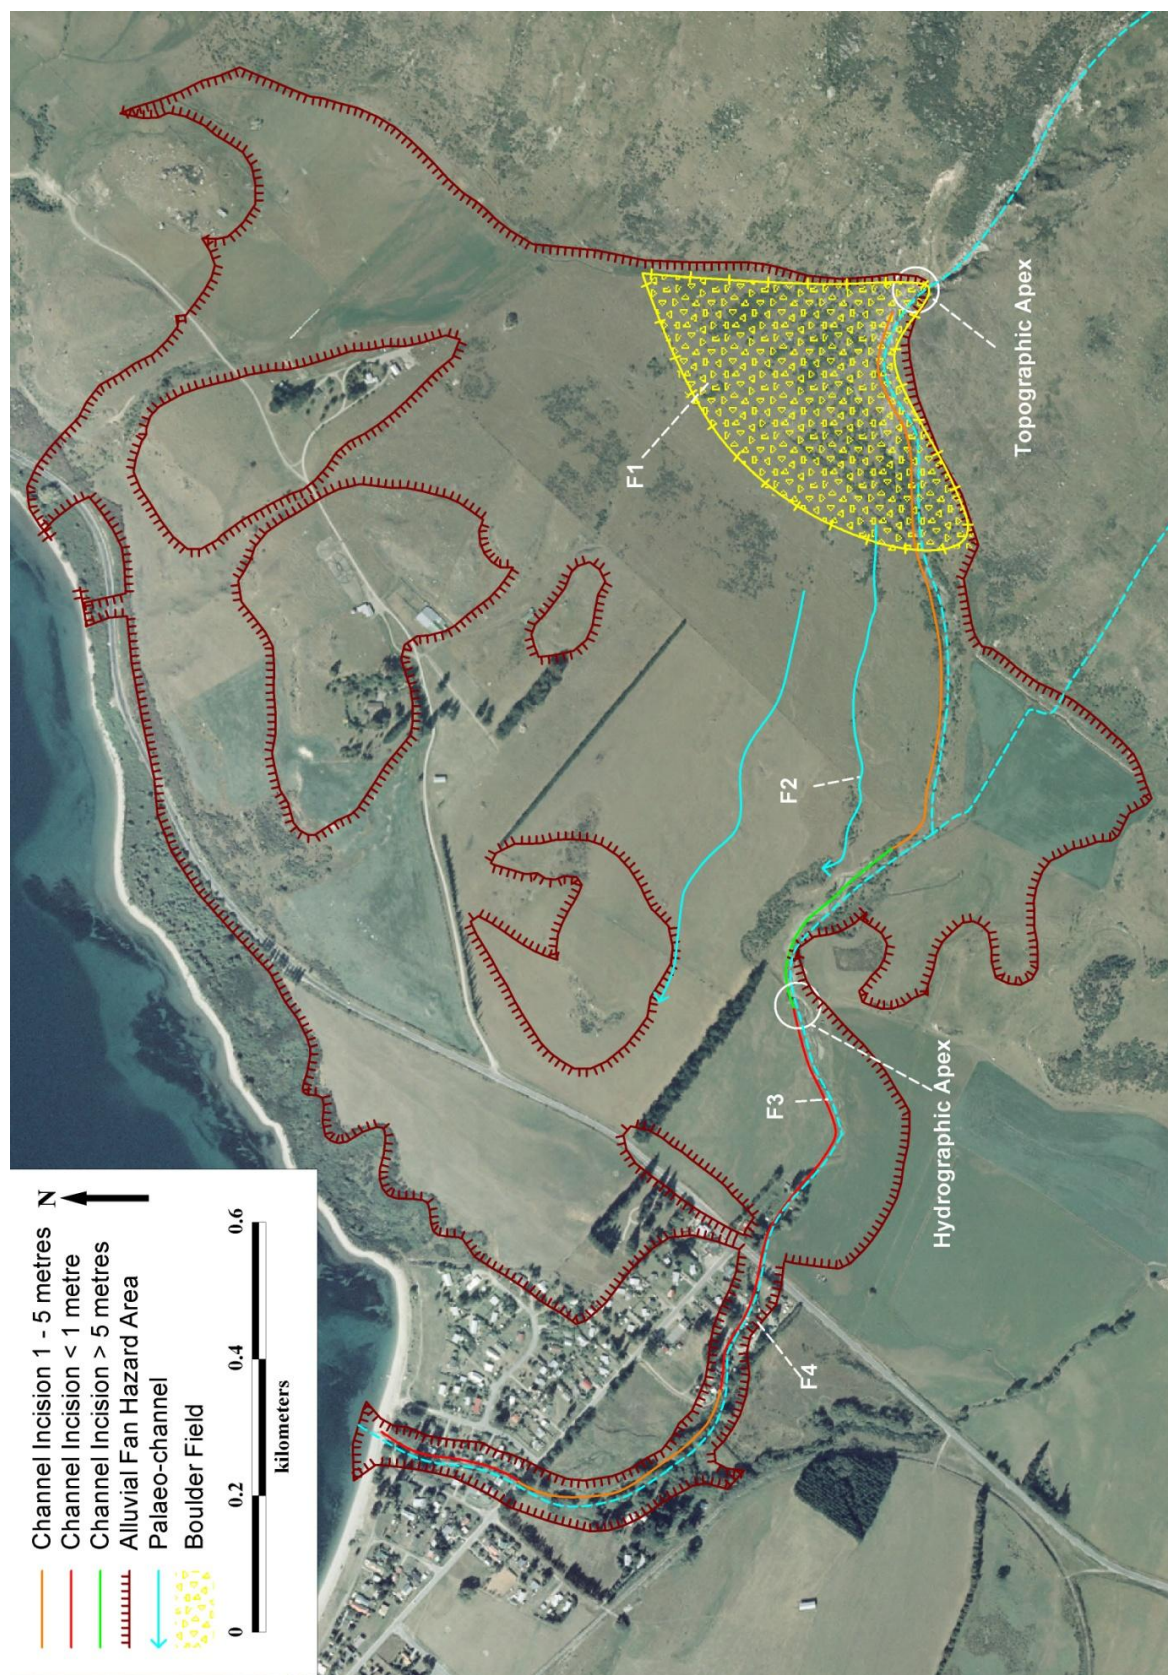 Channel Incision 1 - 5 metres
Channel Incision < 1 metre
Channel Incision > 5 metres
Alluvial Fan Hazard Area
Palaeo-channel
Boulder Field
N
0 0.2 0.4 0.6
kilometers
F1
F2
F3
F4
Hydrographic Apex
Topographic Apex